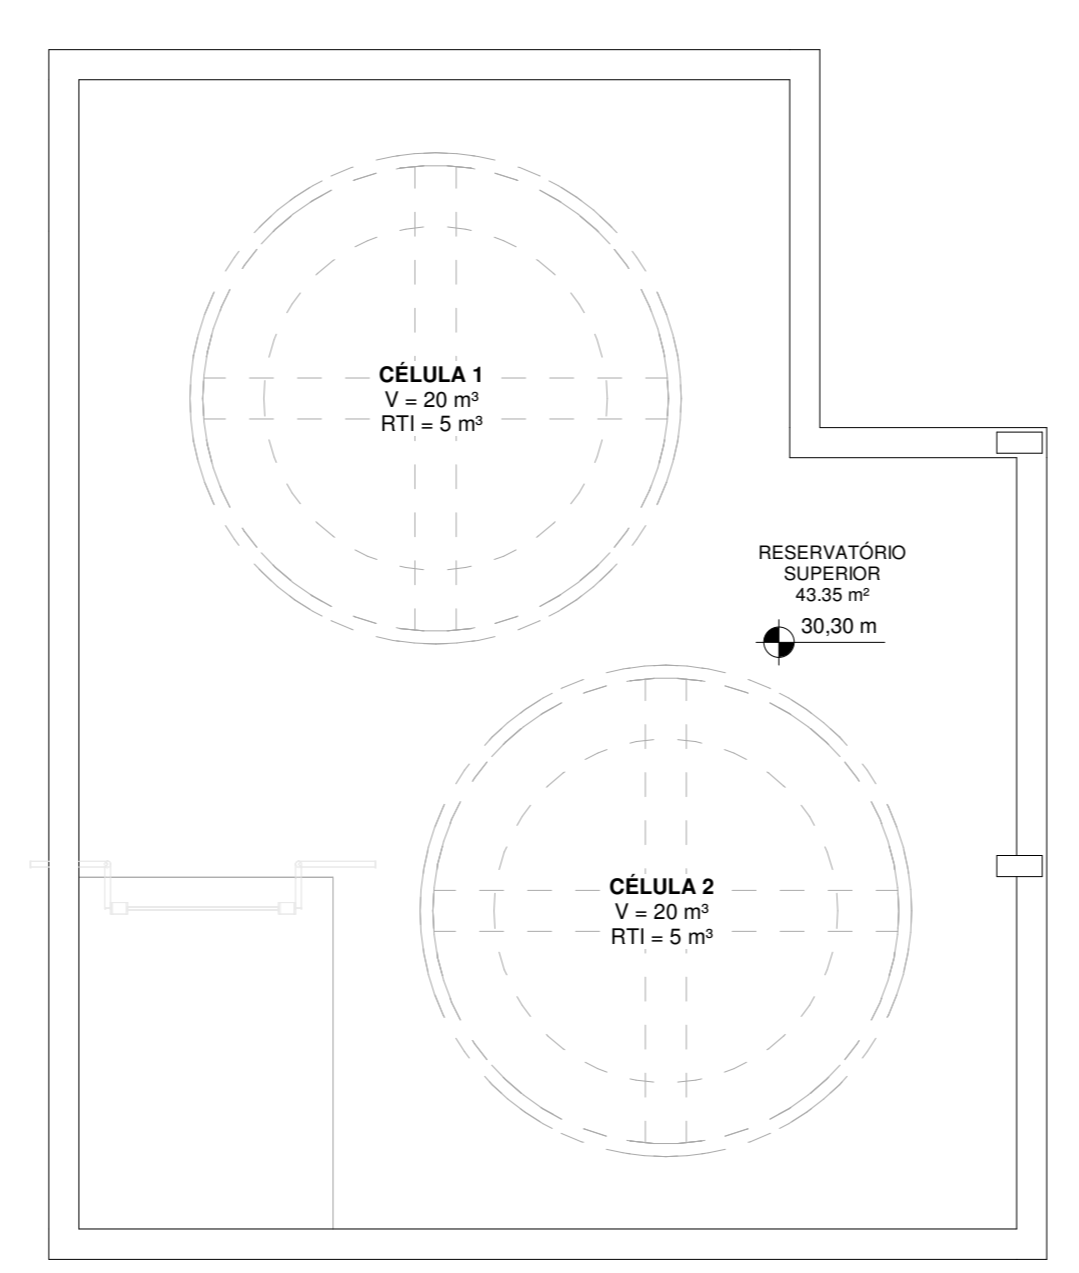 CÉLULA 1
V = 20 m³
RTI = 5 m³
RESERVATÓRIO
SUPERIOR
43.35 m²
30,30 m
CÉLULA 2
V = 20 m³
RTI = 5 m³